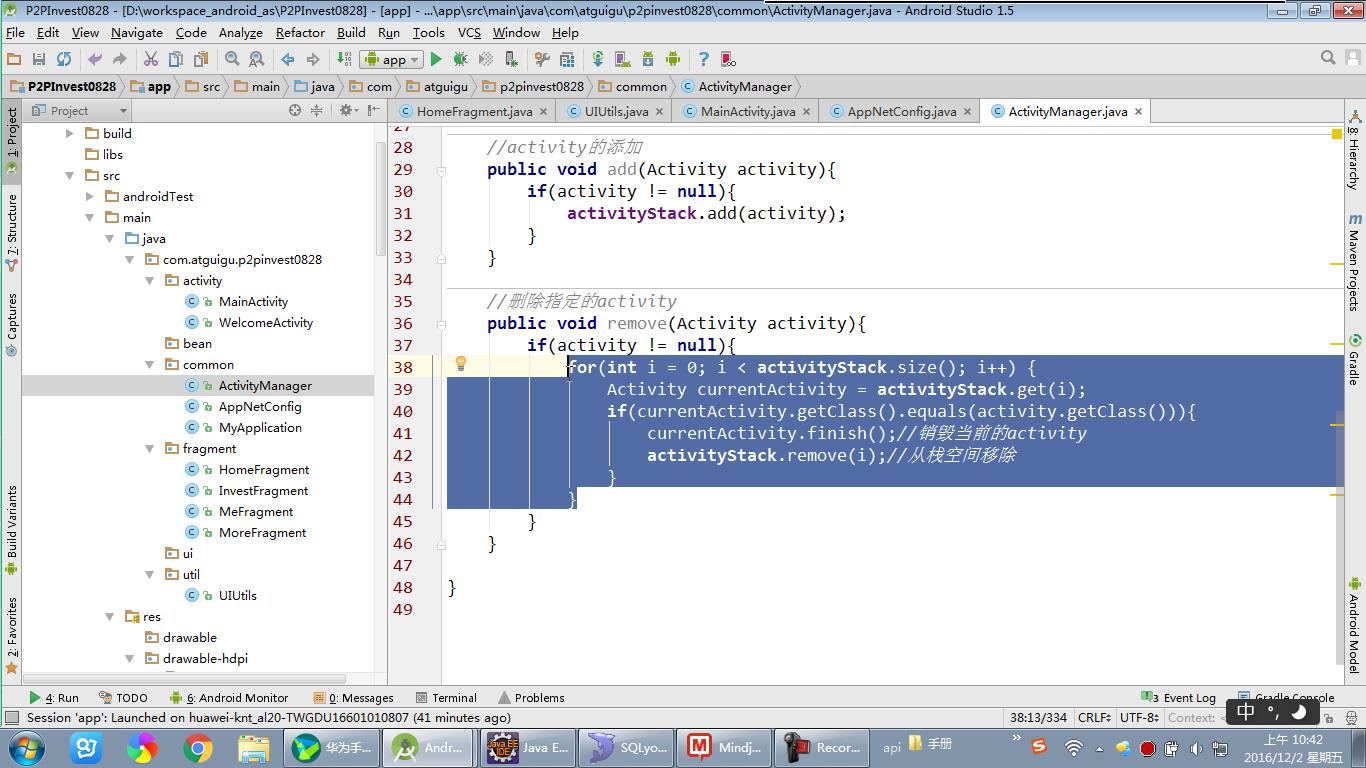 P2PInvest0828 - [D:\workspace_android_as\P2PInvest0828] - [app] - ...\app\src\main\java\com\atguigu\p2pinvest0828\common\ActivityManager.java - Android Studio 1.5
File Edit View Navigate Code Analyze Refactor Build Run Tools VCS Window Help
app
P2PInvest0828 app src main java com atguigu p2pinvest0828 common ActivityManager
Project
HomeFragment.java UIUtils.java MainActivity.java AppNetConfig.java ActivityManager.java
1: Project
7: Structure
Captures
Build Variants
2: Favorites
build
libs
src
androidTest
main
java
com.atguigu.p2pinvest0828
activity
MainActivity
WelcomeActivity
bean
common
ActivityManager
AppNetConfig
MyApplication
fragment
HomeFragment
InvestFragment
MeFragment
MoreFragment
ui
util
UIUtils
res
drawable
drawable-hdpi
27
28 //activity的添加
29 public void add(Activity activity){
30 if(activity != null){
31 activityStack.add(activity);
32 }
33 }
34
35 //删除指定的activity
36 public void remove(Activity activity){
37 if(activity != null){
38 for(int i = 0; i < activityStack.size(); i++) {
39 Activity currentActivity = activityStack.get(i);
40 if(currentActivity.getClass().equals(activity.getClass())){
41 currentActivity.finish();//销毁当前的activity
42 activityStack.remove(i);//从栈空间移除
43 }
44 }
45 }
46 }
47
48 }
49
8: Hierarchy
Maven Projects
Gradle
Android Model
4: Run TODO 6: Android Monitor 0: Messages Terminal Problems 3 Event Log Gradle Console
Session 'app': Launched on huawei-knt_al20-TWGDU16601010807 (41 minutes ago) 38:13/334 CRLF UTF-8 Context:
中 °,
华为手... Andr... Java E... SQLyo... Mindj... Recor... api 手册 »
上午 10:42
2016/12/2 星期五